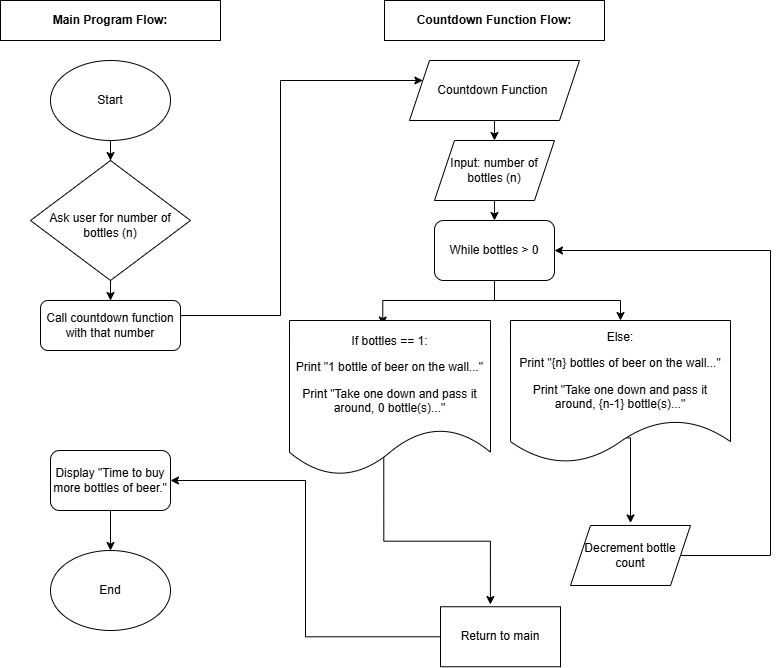 Main Program Flow:
Countdown Function Flow:
Start
Ask user for number of
bottles (n)
Call countdown function
with that number
Display "Time to buy
more bottles of beer."
End
Countdown Function
Input: number of
bottles (n)
While bottles > 0
If bottles == 1:
Print "1 bottle of beer on the wall..."
Print "Take one down and pass it
around, 0 bottle(s)..."
Else:
Print "{n} bottles of beer on the wall..."
Print "Take one down and pass it
around, {n-1} bottle(s)..."
Decrement bottle
count
Return to main